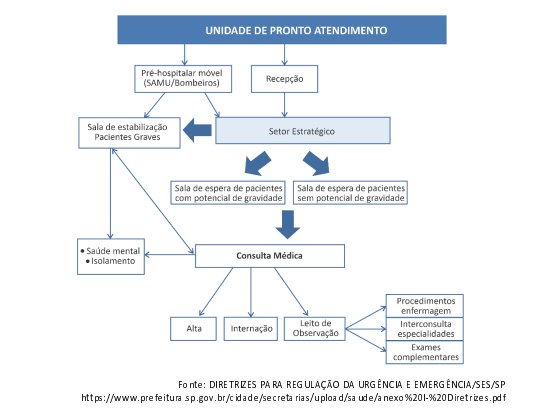 UNIDADE DE PRONTO ATENDIMENTO
Pré-hospitalar móvel
(SAMU/Bombeiros)
Recepção
Sala de estabilização
Pacientes Graves
Setor Estratégico
Sala de espera de pacientes
com potencial de gravidade
Sala de espera de pacientes
sem potencial de gravidade
• Saúde mental
• Isolamento
Consulta Médica
Alta
Internação
Leito de
Observação
Procedimentos
enfermagem
Interconsulta
especialidades
Exames
complementares
Fonte: DIRETRIZES PARA REGULAÇÃO DA URGÊNCIA E EMERGÊNCIA/SES/SP
https://www.prefeitura.sp.gov.br/cidade/secretarias/upload/saude/anexo%20I-%20Diretrizes.pdf